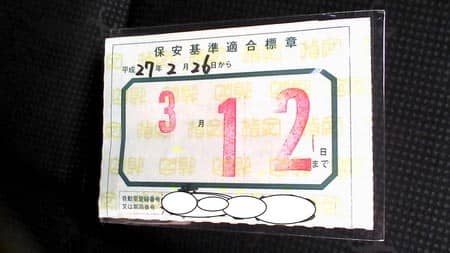 保安基準適合標章
平成27年2月26日から
3月12日まで
自動車登録番号
又は車両番号